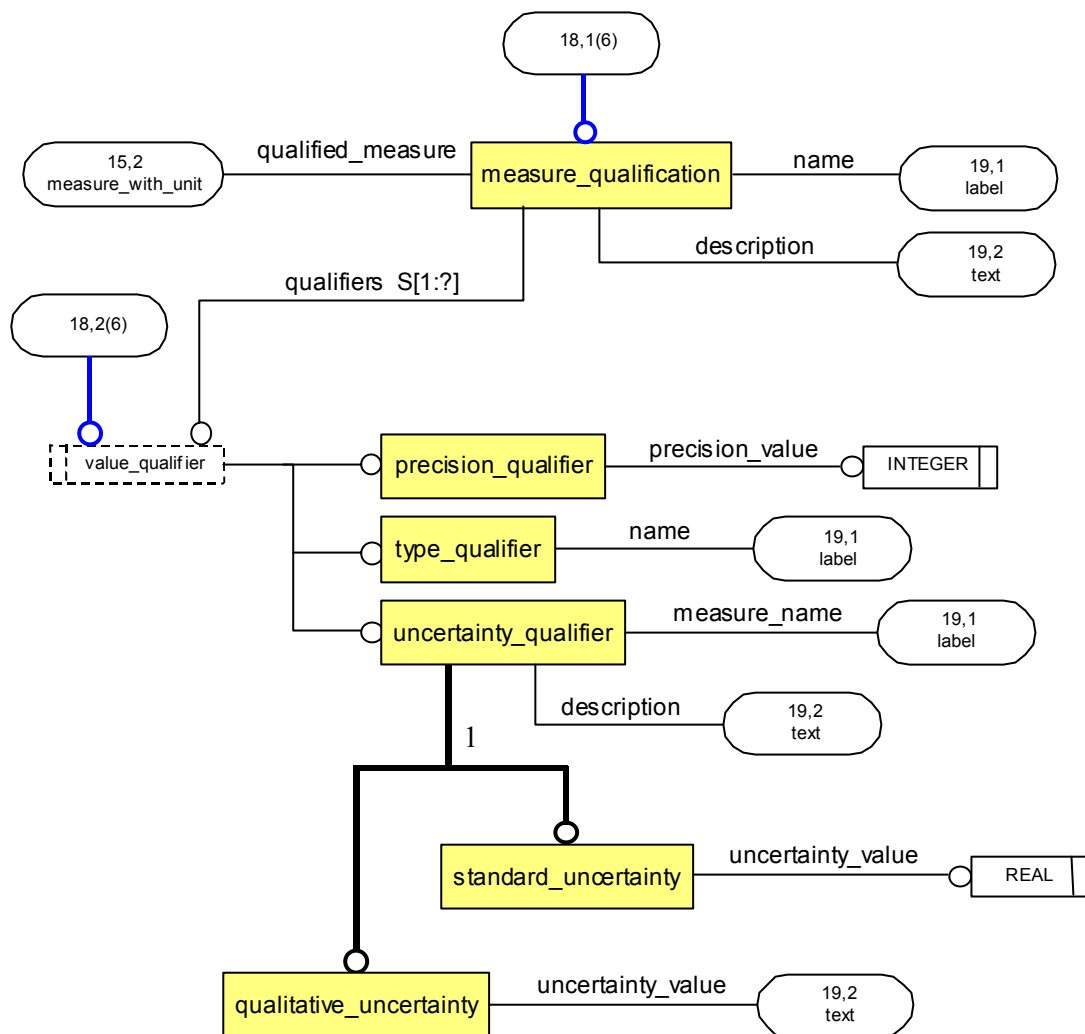 18,1(6)
qualified_measure
name
15,2
measure_with_unit
measure_qualification
19,1
label
description
19,2
text
qualifiers S[1:?]
18,2(6)
value_qualifier
precision_qualifier
precision_value
INTEGER
type_qualifier
name
19,1
label
uncertainty_qualifier
measure_name
19,1
label
description
19,2
text
1
standard_uncertainty
uncertainty_value
REAL
qualitative_uncertainty
uncertainty_value
19,2
text